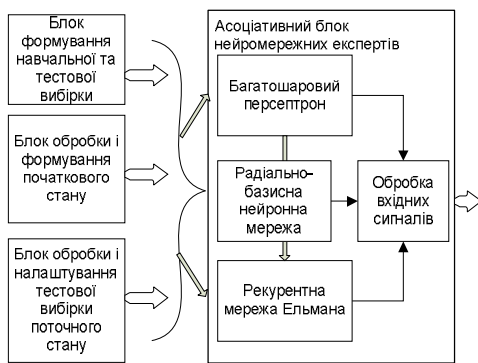 Блок
формування
навчальної та
тестової
вибірки
Блок обробки і
формування
початкового
стану
Блок обробки і
налаштування
тестової
вибірки
поточного
стану
Асоціативний блок
нейромережних експертів
Багатошаровий
персептрон
Радіально-
базисна
нейронна
мережа
Рекурентна
мережа Ельмана
Обробка
вхідних
сигналів